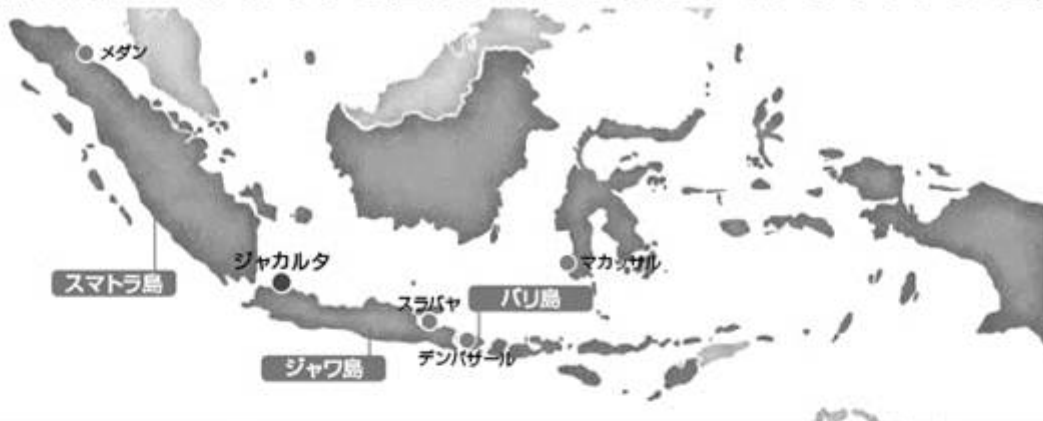 メダン
スマトラ島
ジャカルタ
マカッサル
スラバヤ
バリ島
デンパサール
ジャワ島